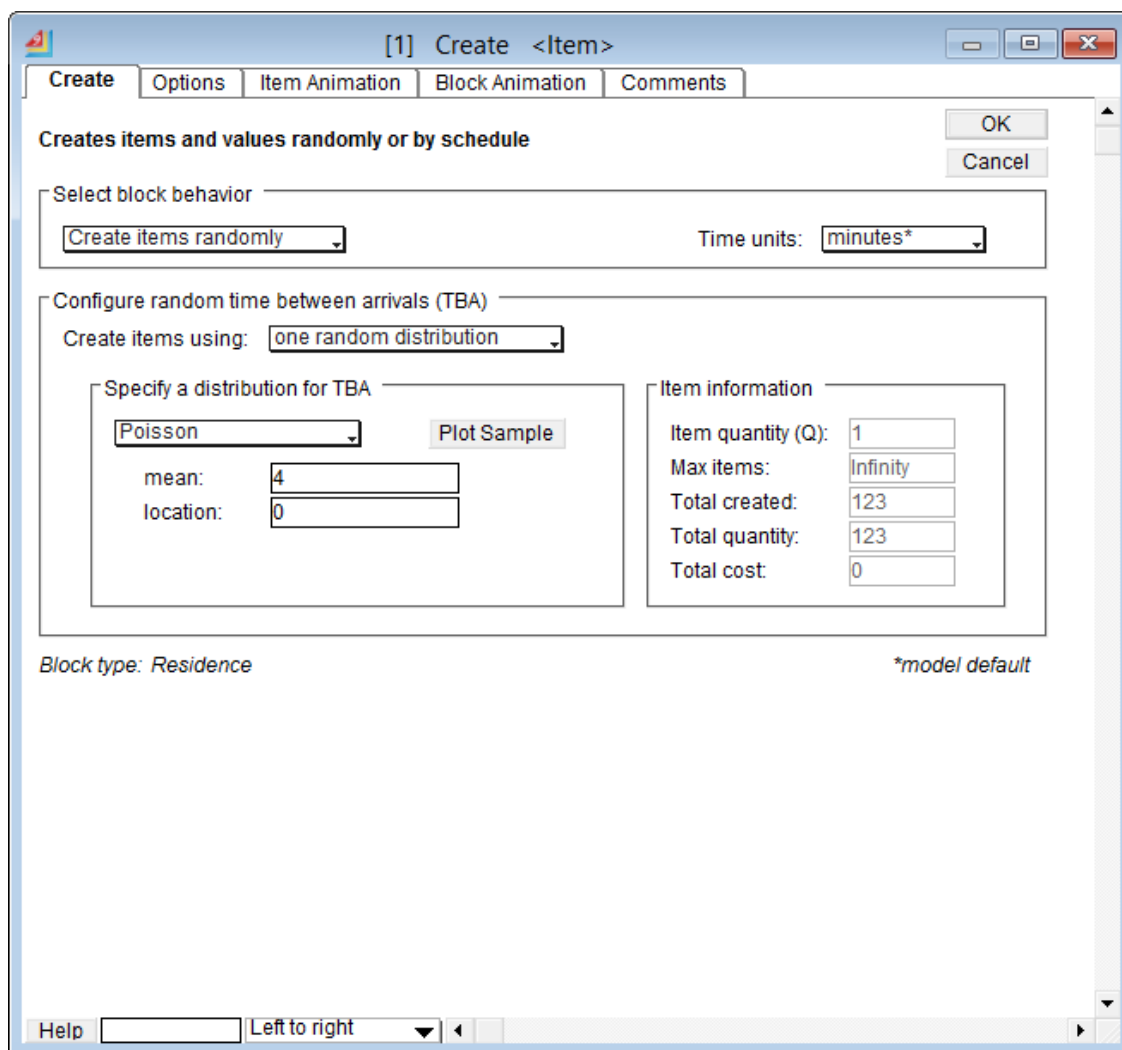 [1] Create <Item>
Create Options Item Animation Block Animation Comments
OK
Creates items and values randomly or by schedule
Cancel
Select block behavior
Create items randomly Time units: minutes*
Configure random time between arrivals (TBA)
Create items using: one random distribution
Specify a distribution for TBA Item information
Poisson Plot Sample Item quantity (Q): 1
mean: 4 Max items: Infinity
location: 0 Total created: 123
Total quantity: 123
Total cost: 0
Block type: Residence *model default
Help Left to right